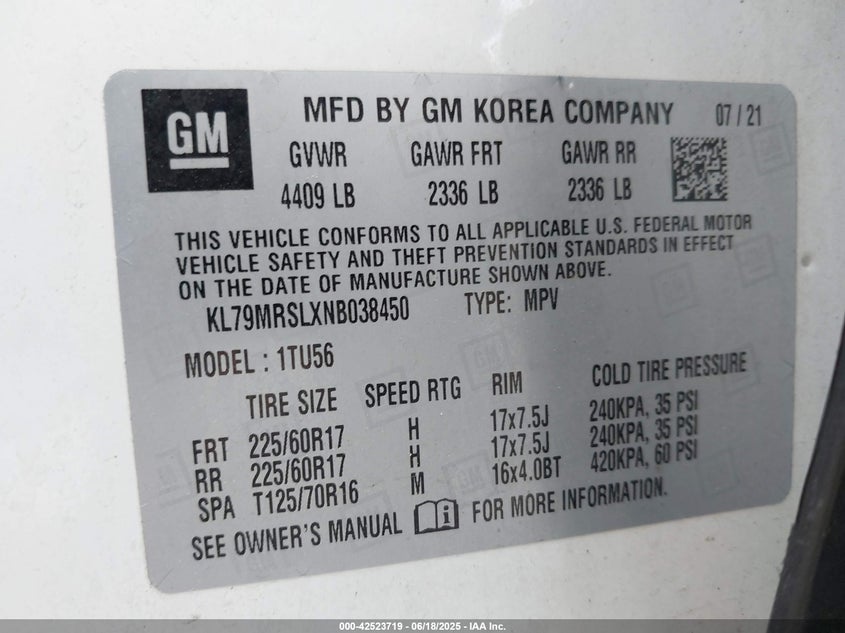 GM
MFD BY GM KOREA COMPANY 07 / 21
GVWR GAWR FRT GAWR RR
4409 LB 2336 LB 2336 LB
THIS VEHICLE CONFORMS TO ALL APPLICABLE U.S. FEDERAL MOTOR
VEHICLE SAFETY AND THEFT PREVENTION STANDARDS IN EFFECT
ON THE DATE OF MANUFACTURE SHOWN ABOVE.
KL79MRSLXNB038450 TYPE: MPV
MODEL : 1TU56
TIRE SIZE SPEED RTG RIM COLD TIRE PRESSURE
FRT 225/60R17 H 17x7.5J 240KPA, 35 PSI
RR 225/60R17 H 17x7.5J 240KPA, 35 PSI
SPA T125/70R16 M 16x4.0BT 420KPA, 60 PSI
SEE OWNER'S MANUAL i FOR MORE INFORMATION.
000-42523719 - 06/18/2025 - IAA Inc.